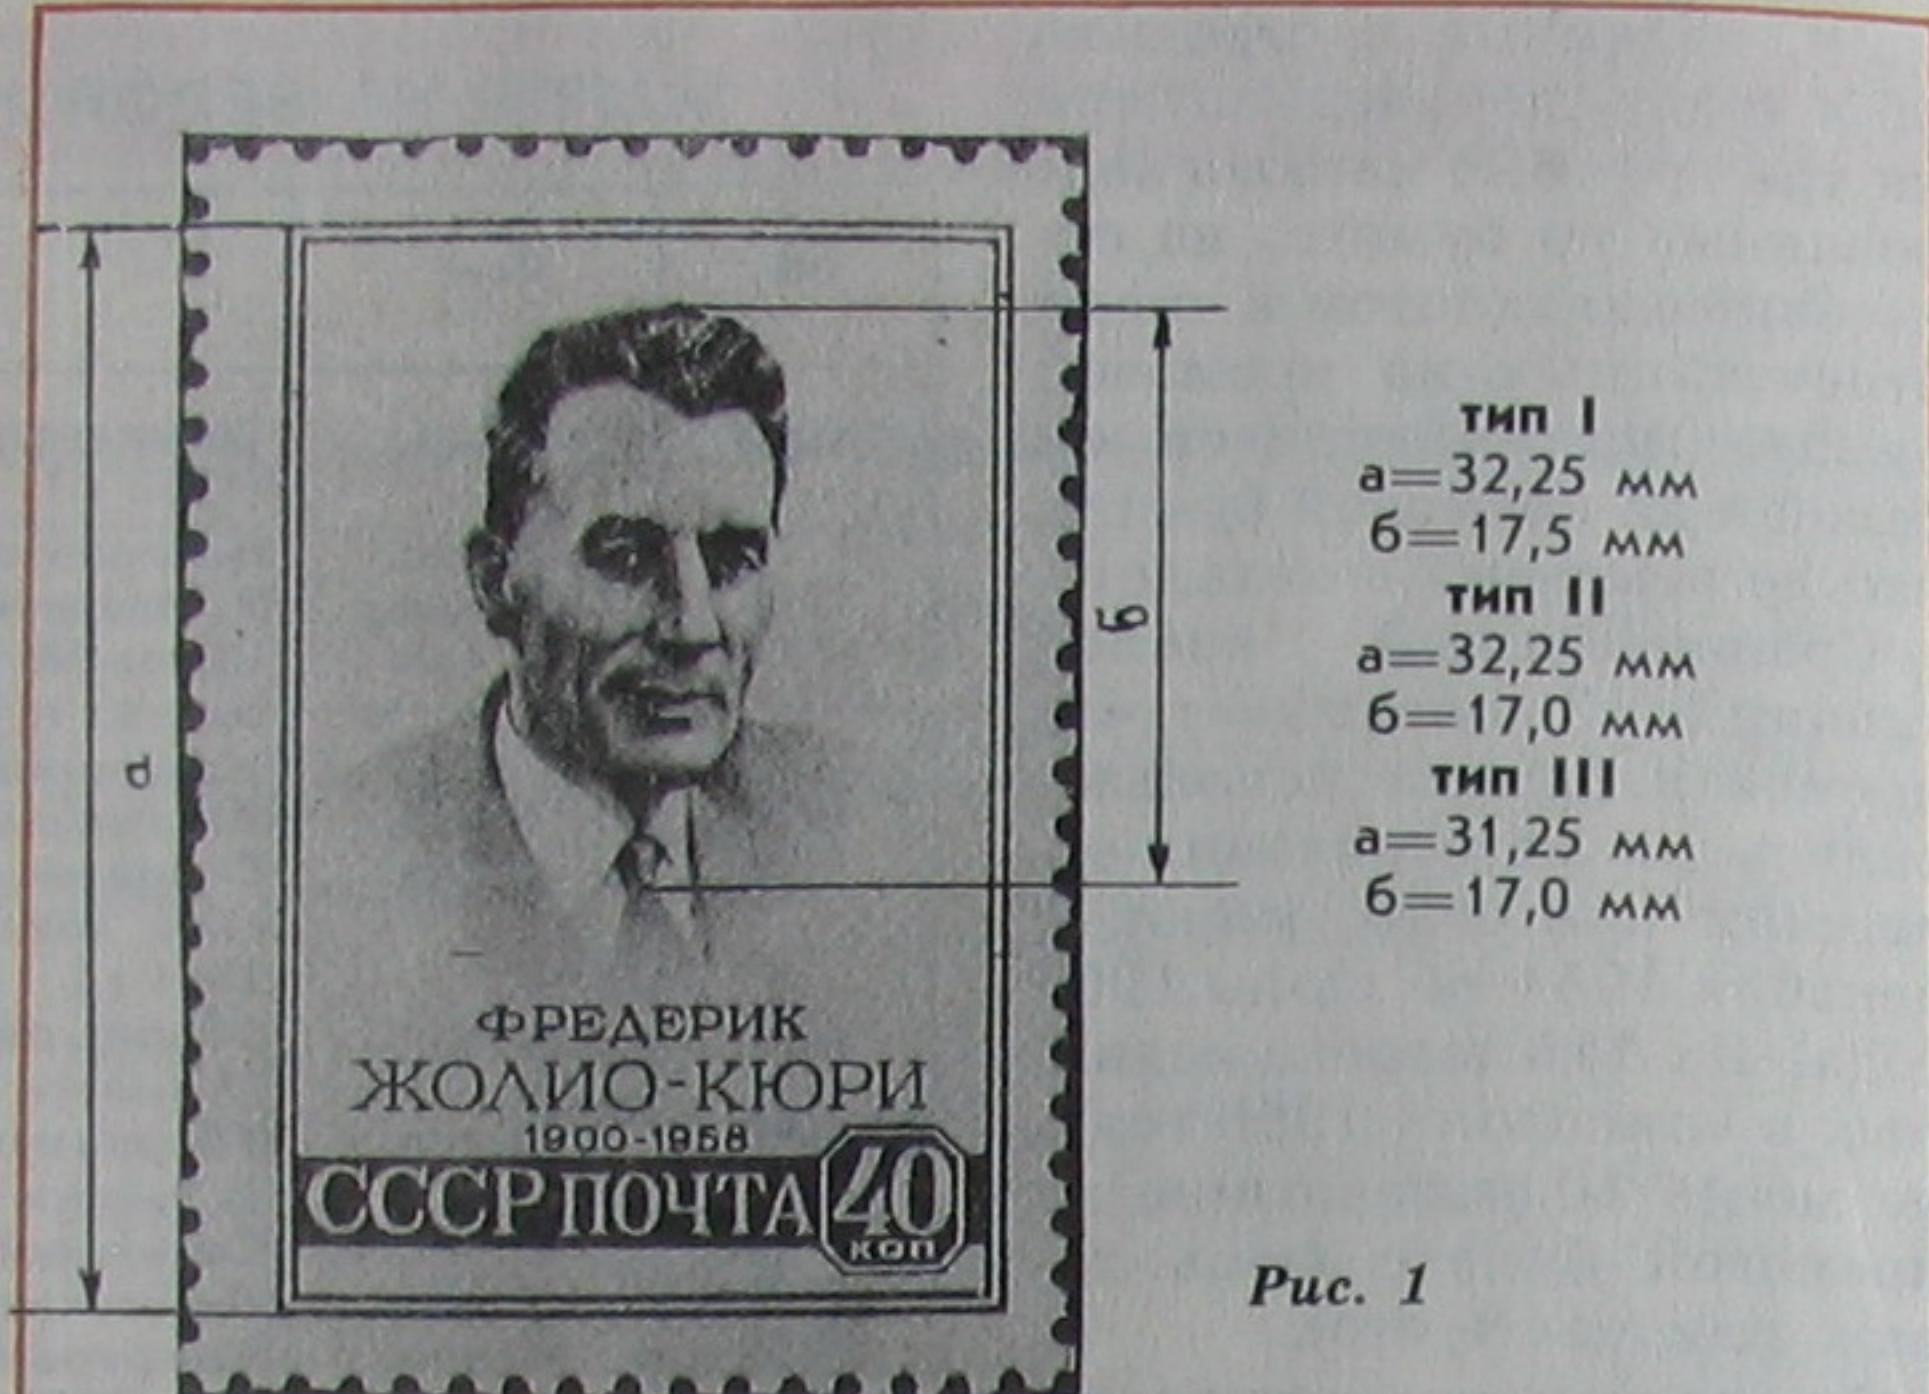 а
б
ФРЕДЕРИК
ЖОЛИО-КЮРИ
1900-1958
СССР ПОЧТА 40
КОП
тип I
а=32,25 мм
б=17,5 мм
тип II
а=32,25 мм
б=17,0 мм
тип III
а=31,25 мм
б=17,0 мм
Рис. 1